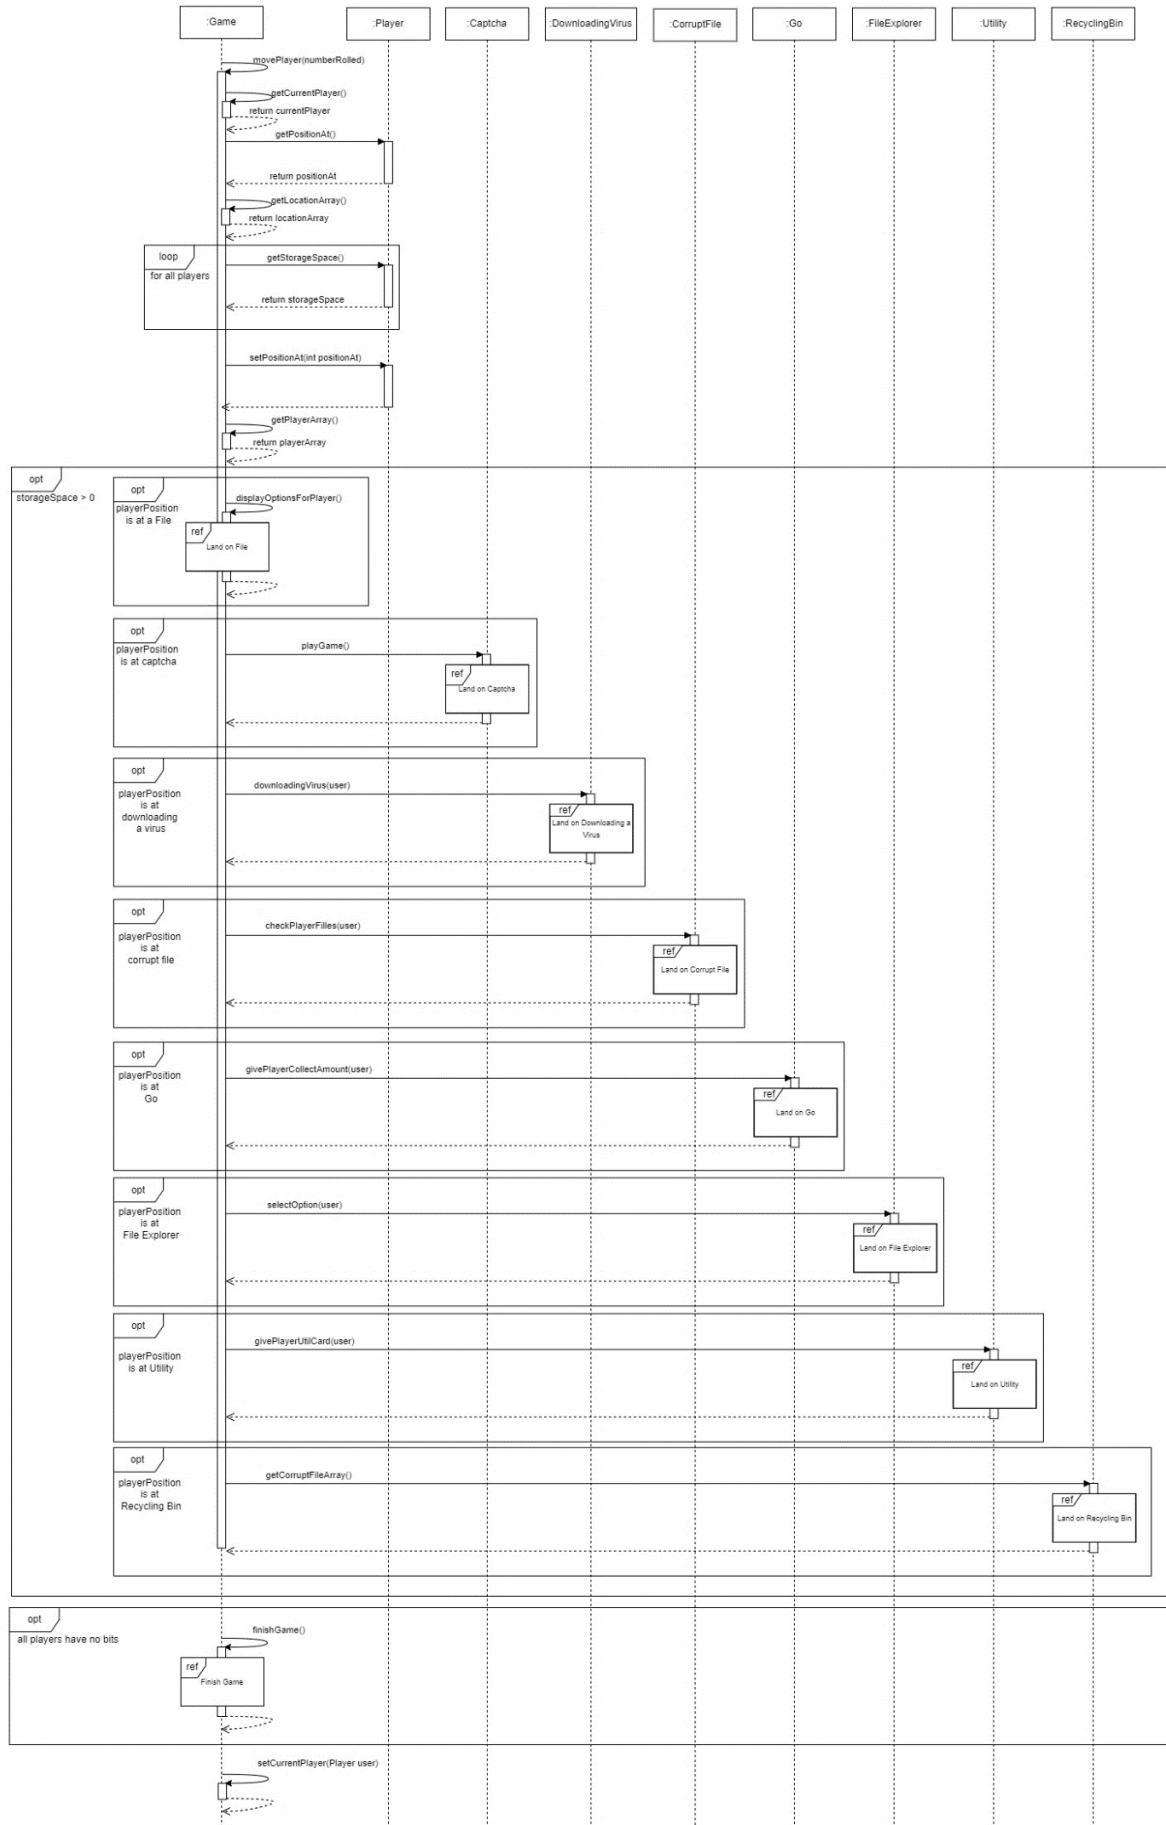 :Game
:Player
:Captcha
:DownloadingVirus
:CorruptFile
:Go
:FileExplorer
:Utility
:RecyclingBin
movePlayer(numberRolled)
getCurrentPlayer()
return currentPlayer
getPositionAt()
return positionAt
getLocationArray()
return locationArray
loop
for all players
getStorageSpace()
return storageSpace
setPositionAt(int positionAt)
getPlayerArray()
return playerArray
opt
storageSpace > 0
opt
playerPosition
is at a File
displayOptionsForPlayer()
ref
Land on File
opt
playerPosition
is at captcha
playGame()
ref
Land on Captcha
opt
playerPosition
is at
downloading
a virus
downloadingVirus(user)
ref
Land on Downloading a
Virus
opt
playerPosition
is at
corrupt file
checkPlayerFilles(user)
ref
Land on Corrupt File
opt
playerPosition
is at
Go
givePlayerCollectAmount(user)
ref
Land on Go
opt
playerPosition
is at
File Explorer
selectOption(user)
ref
Land on File Explorer
opt
playerPosition
is at Utility
givePlayerUtilCard(user)
ref
Land on Utility
opt
playerPosition
is at
Recycling Bin
getCorruptFileArray()
ref
Land on Recycling Bin
opt
all players have no bits
finishGame()
ref
Finish Game
setCurrentPlayer(Player user)